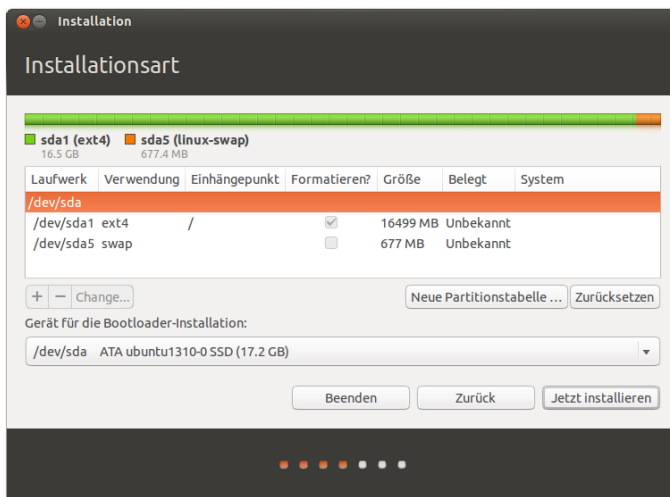 Installation
Installationsart
sda1 (ext4) sda5 (linux-swap)
16.5 GB 677.4 MB
Laufwerk Verwendung Einhängepunkt Formatieren? Größe Belegt System
/dev/sda
/dev/sda1 ext4 / 16499 MB Unbekannt
/dev/sda5 swap 677 MB Unbekannt
+ − Change... Neue Partitionstabelle ... Zurücksetzen
Gerät für die Bootloader-Installation:
/dev/sda ATA ubuntu1310-0 SSD (17.2 GB)
Beenden Zurück Jetzt installieren